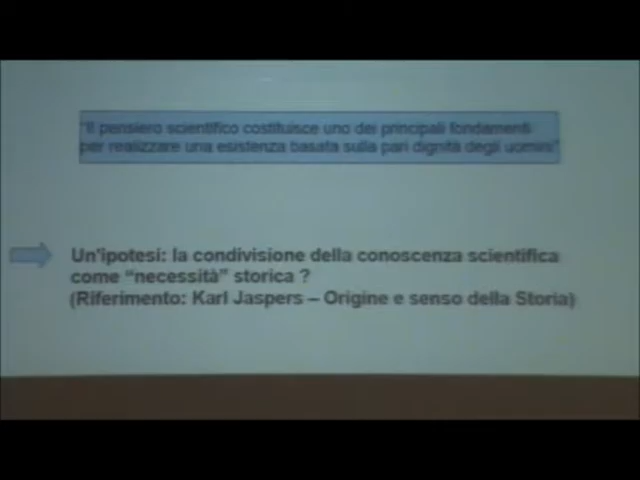 "Il pensiero scientifico costituisce uno dei principali fondamenti
per realizzare una esistenza basata sulla pari dignità degli uomini"
Un'ipotesi: la condivisione della conoscenza scientifica
come “necessità” storica ?
(Riferimento: Karl Jaspers – Origine e senso della Storia)